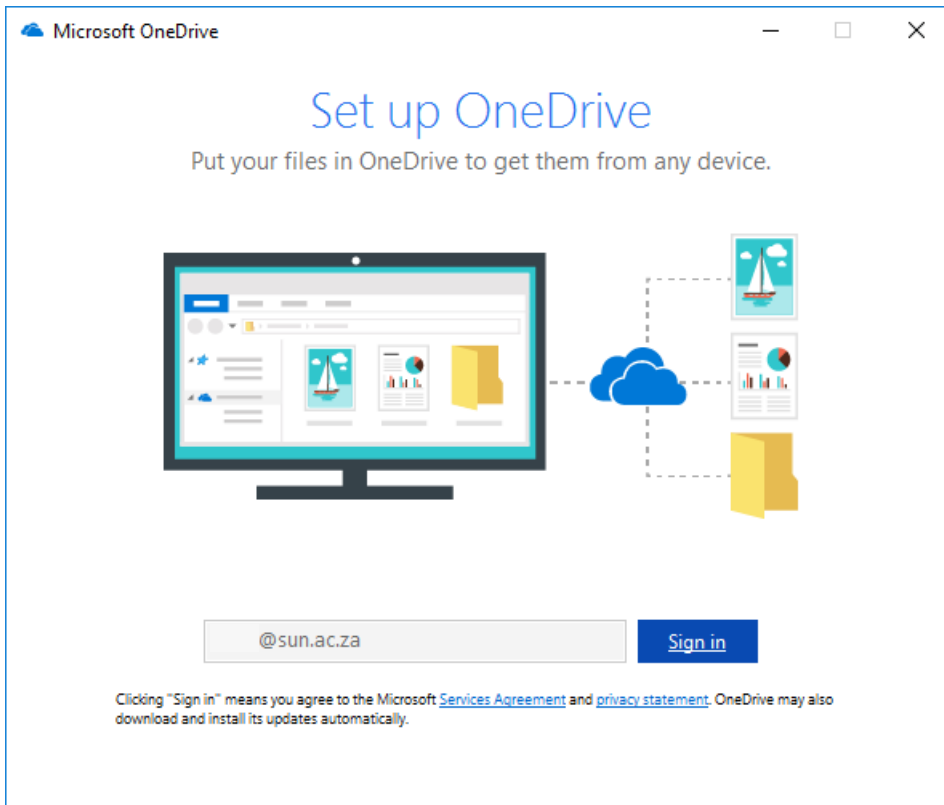 Microsoft OneDrive
Set up OneDrive
Put your files in OneDrive to get them from any device.
@sun.ac.za
Sign in
Clicking "Sign in" means you agree to the Microsoft Services Agreement and privacy statement. OneDrive may also
download and install its updates automatically.